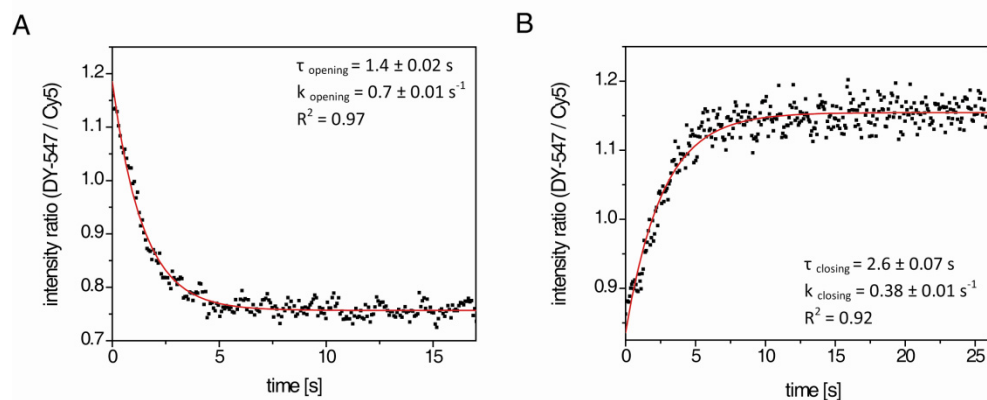 A
intensity ratio (DY-547 / Cy5)
1.2
1.1
1.0
0.9
0.8
0.7
τ opening = 1.4 ± 0.02 s
k opening = 0.7 ± 0.01 s⁻¹
R² = 0.97
0 5 10 15
time [s]
B
intensity ratio (DY-547 / Cy5)
1.2
1.1
1.0
0.9
τ closing = 2.6 ± 0.07 s
k closing = 0.38 ± 0.01 s⁻¹
R² = 0.92
0 5 10 15 20 25
time [s]